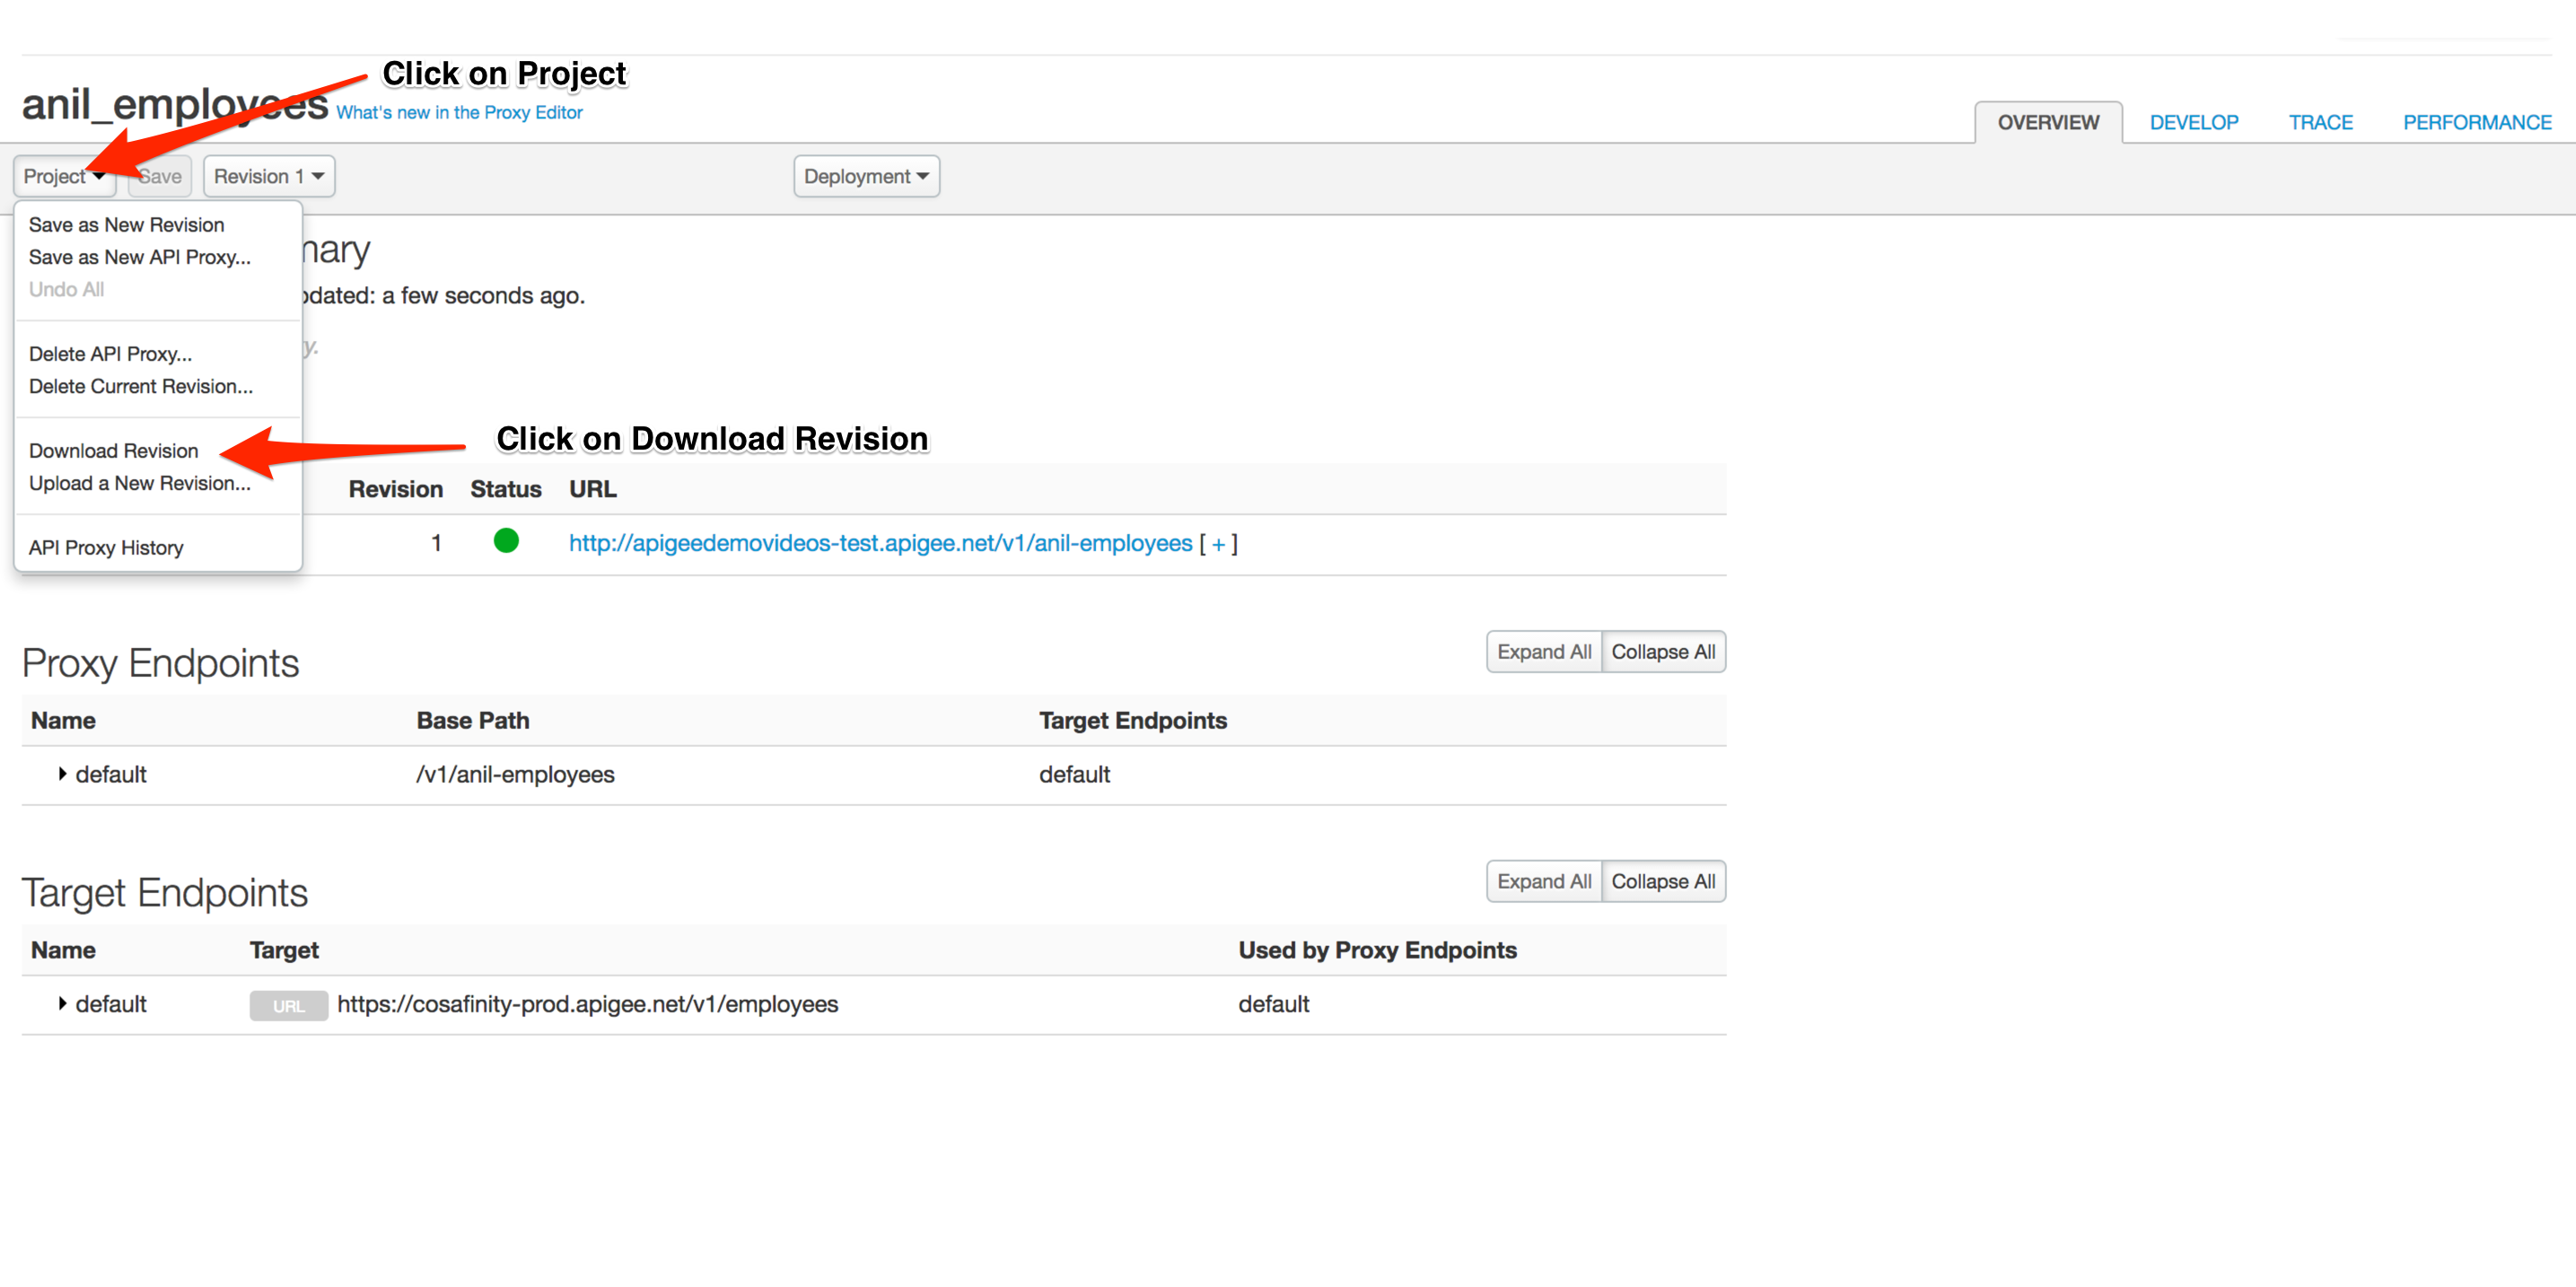 Click on Project
anil_employees What's new in the Proxy Editor
OVERVIEW DEVELOP TRACE PERFORMANCE
Project Save Revision 1 Deployment
Save as New Revision
Save as New API Proxy...
Undo All
Delete API Proxy...
Delete Current Revision...
Download Revision
Upload a New Revision...
API Proxy History
mary
pdated: a few seconds ago.
y.
Click on Download Revision
Revision Status URL
1 http://apigeedemovideos-test.apigee.net/v1/anil-employees [ + ]
Proxy Endpoints Expand All Collapse All
Name Base Path Target Endpoints
default /v1/anil-employees default
Target Endpoints Expand All Collapse All
Name Target Used by Proxy Endpoints
default URL https://cosafinity-prod.apigee.net/v1/employees default